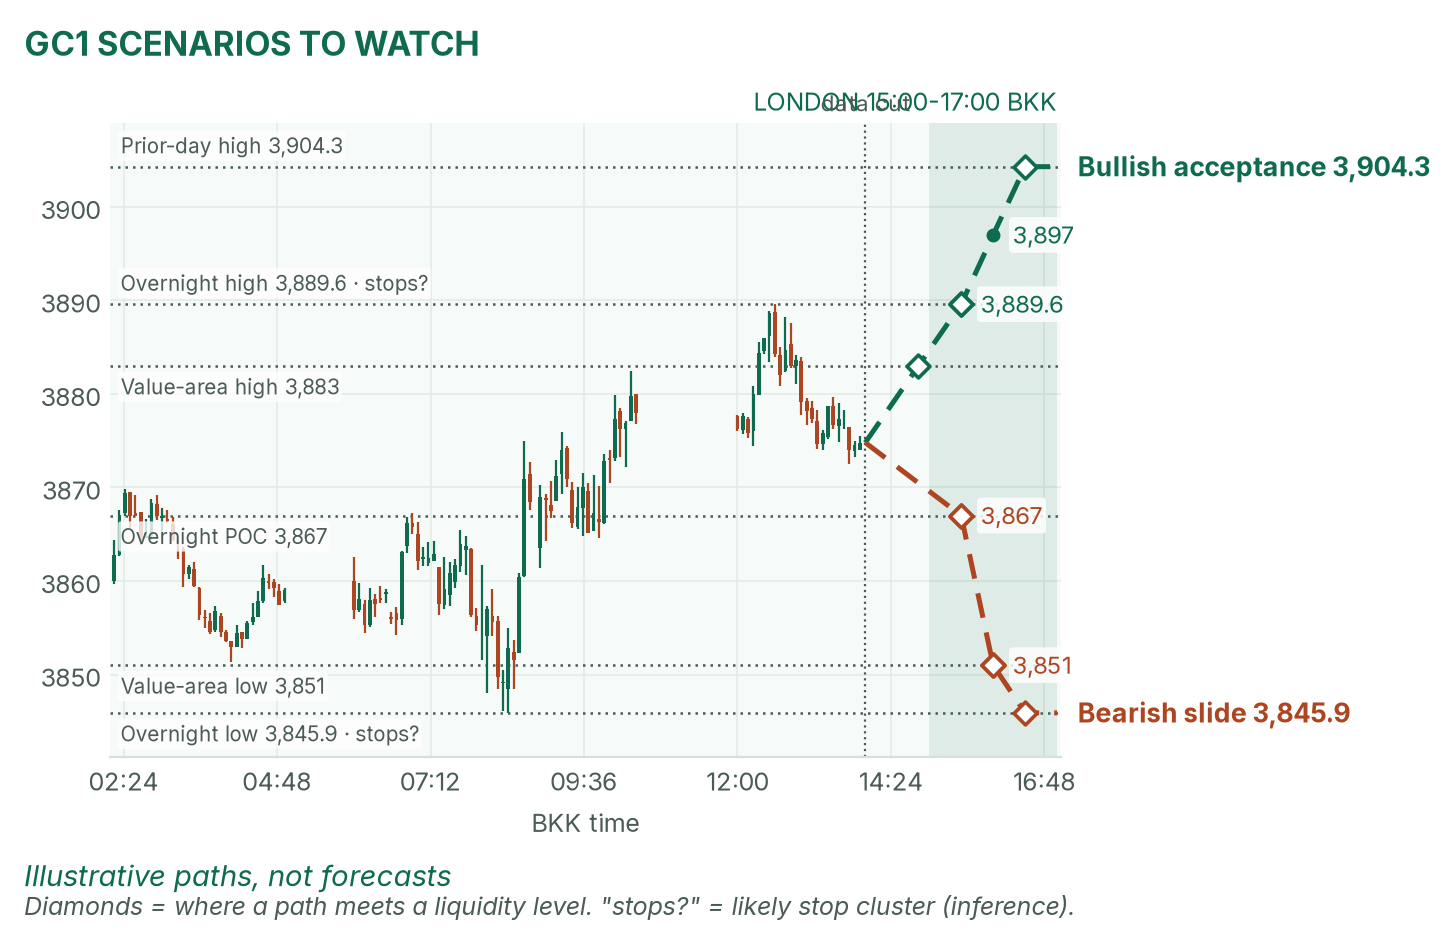 GC1 SCENARIOS TO WATCH
LONDON 15:00-17:00 BKK
data cut
Prior-day high 3,904.3
Bullish acceptance 3,904.3
3900
3,897
Overnight high 3,889.6 · stops?
3890
3,889.6
Value-area high 3,883
3880
3870
3,867
Overnight POC 3,867
3860
3,851
3850
Value-area low 3,851
Bearish slide 3,845.9
Overnight low 3,845.9 · stops?
02:24 04:48 07:12 09:36 12:00 14:24 16:48
BKK time
Illustrative paths, not forecasts
Diamonds = where a path meets a liquidity level. "stops?" = likely stop cluster (inference).